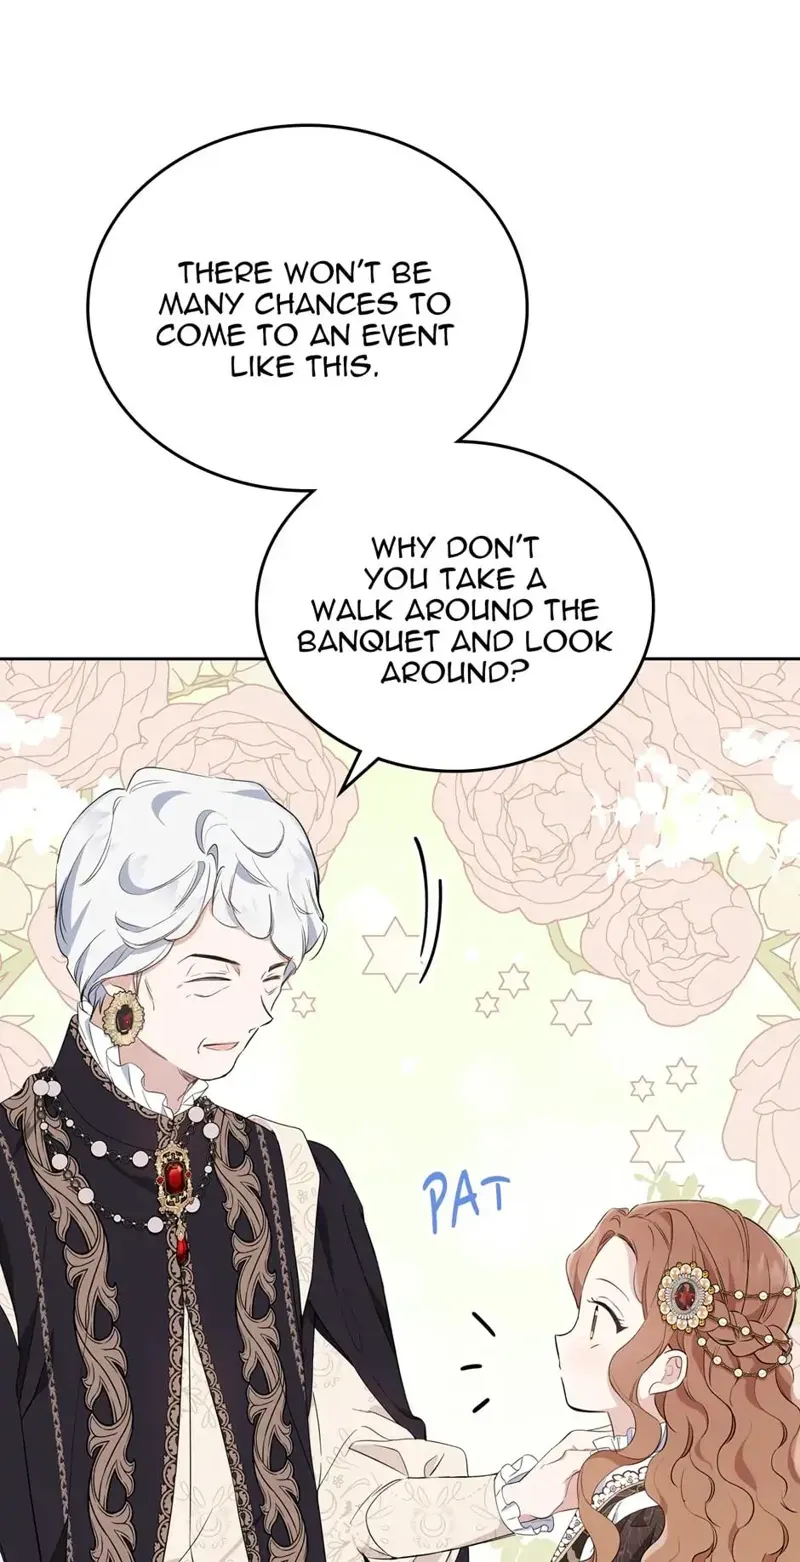 THERE WON'T BE
MANY CHANCES TO
COME TO AN EVENT
LIKE THIS.
WHY DON'T
YOU TAKE A
WALK AROUND THE
BANQUET AND LOOK
AROUND?
PAT